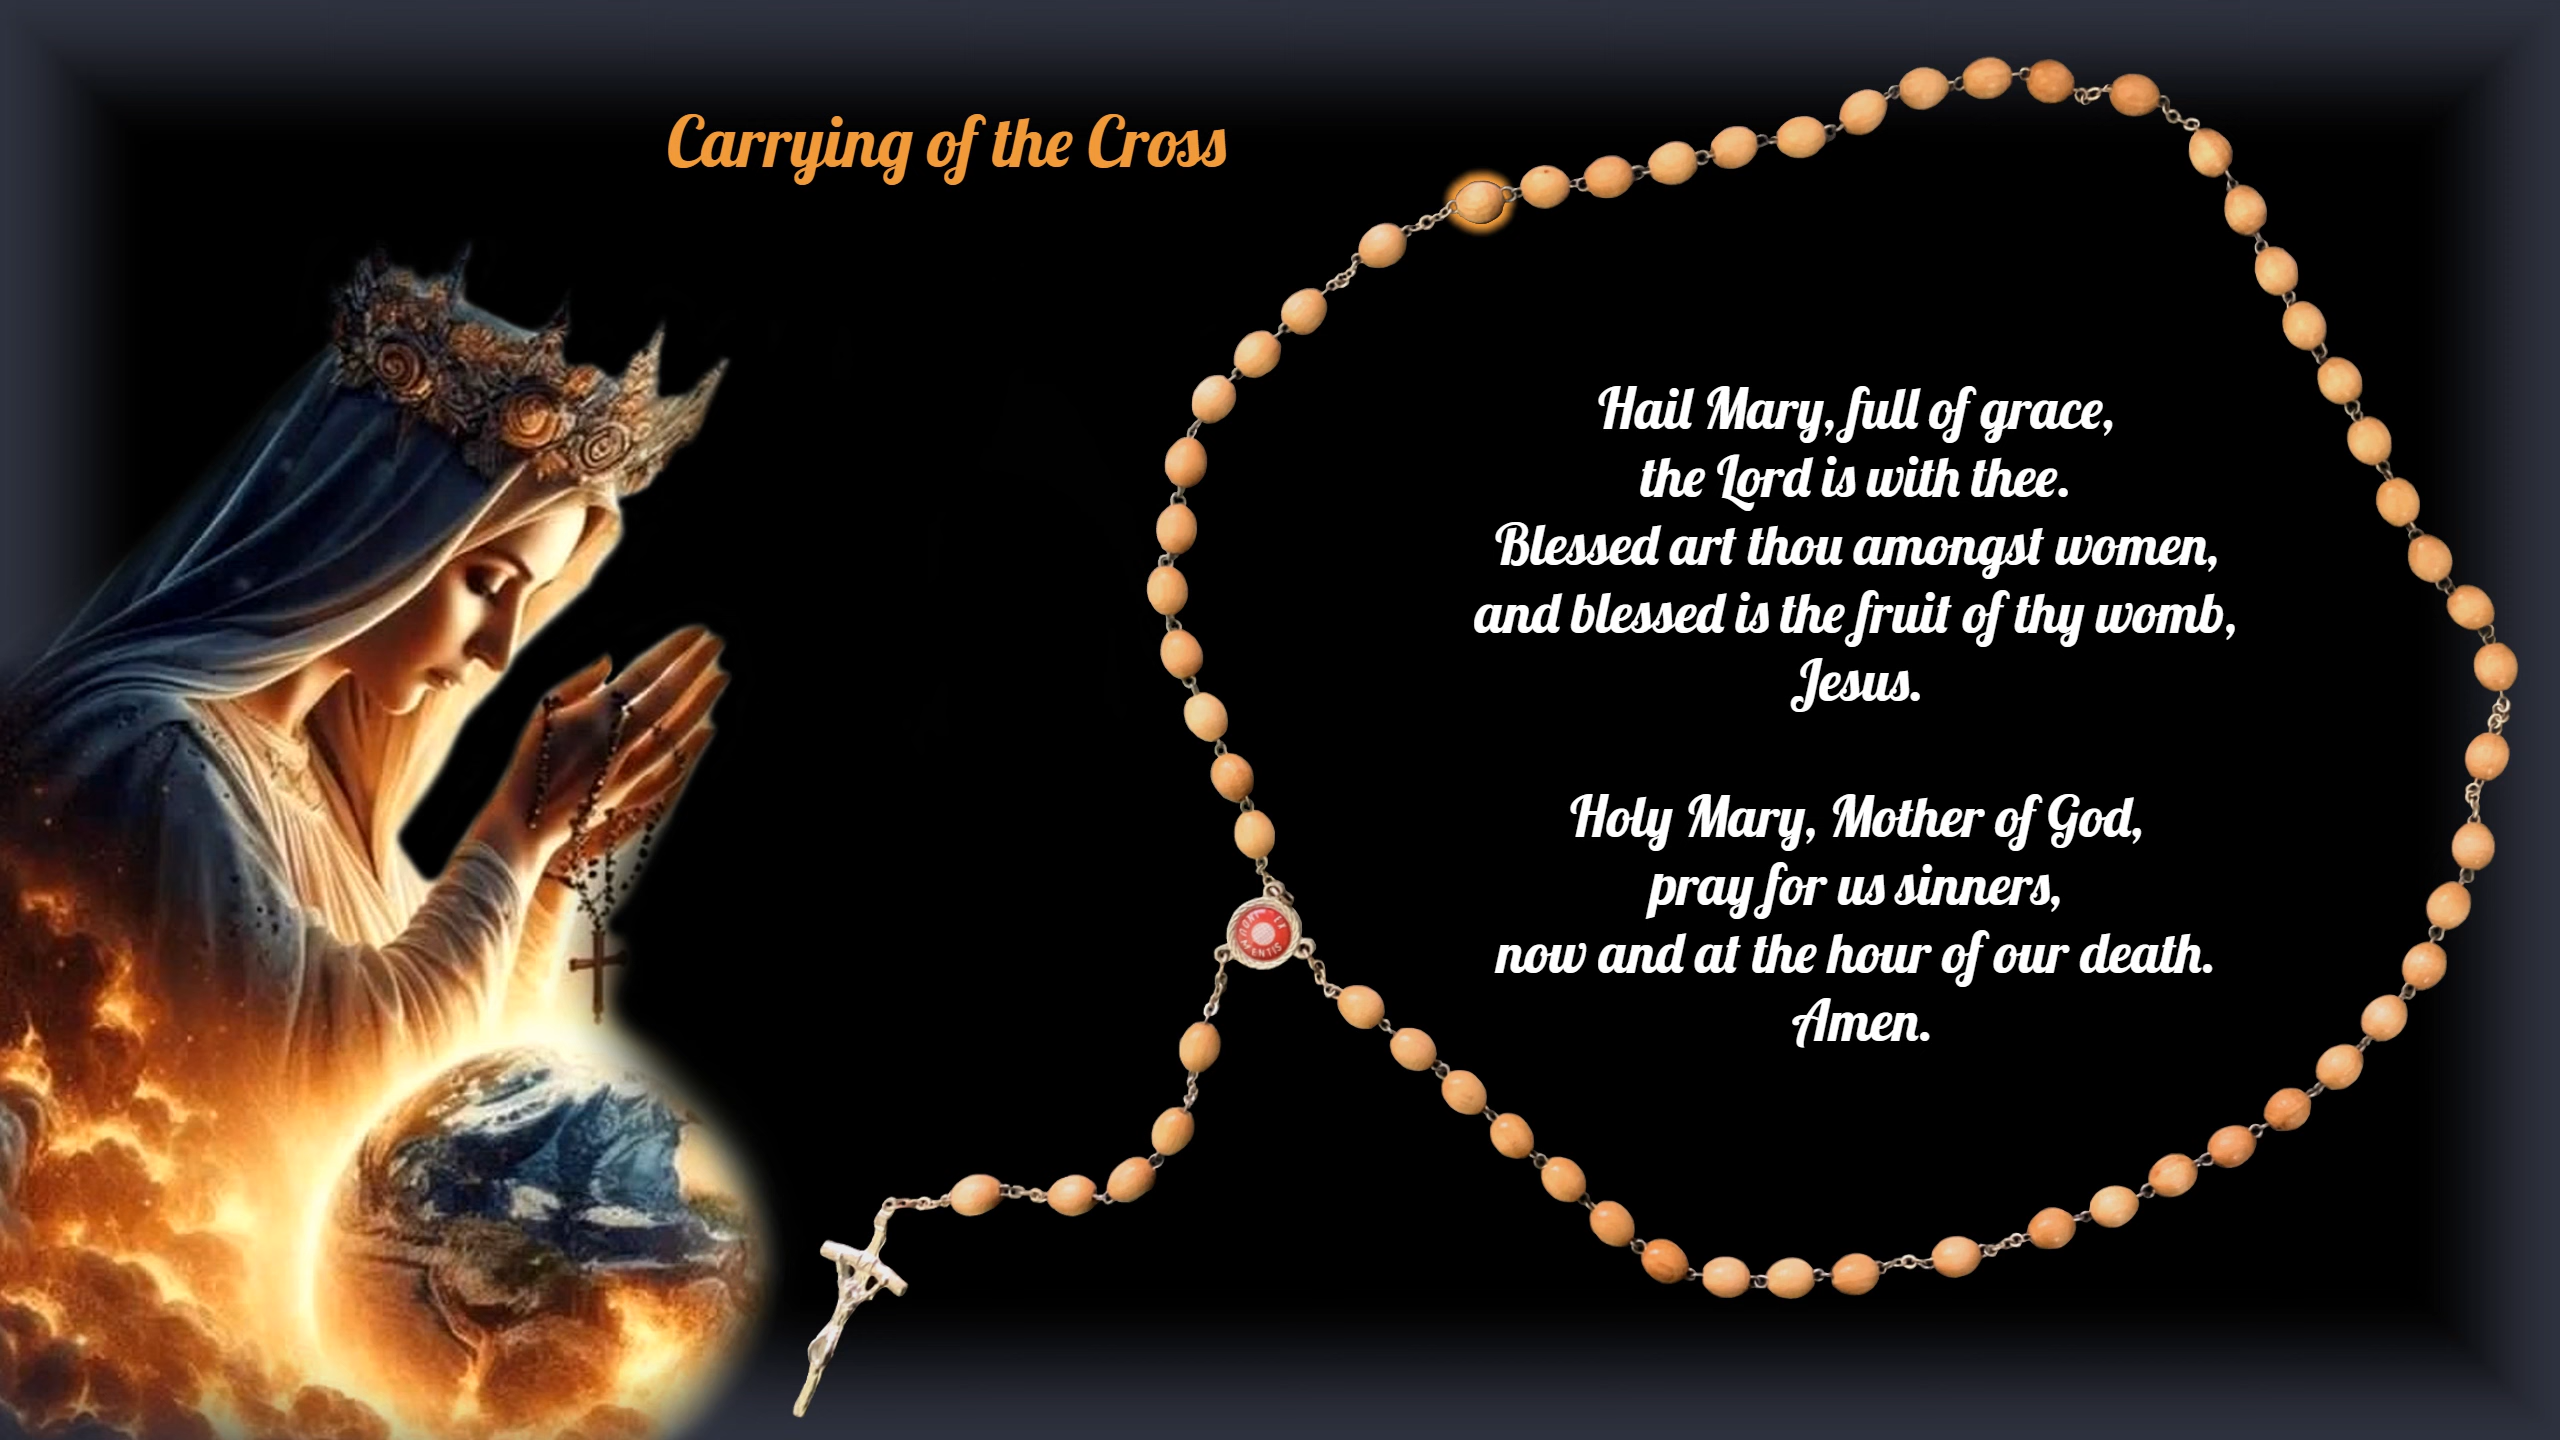 Carrying of the Cross
Hail Mary, full of grace,
the Lord is with thee.
Blessed art thou amongst women,
and blessed is the fruit of thy womb,
Jesus.
Holy Mary, Mother of God,
pray for us sinners,
now and at the hour of our death.
Amen.